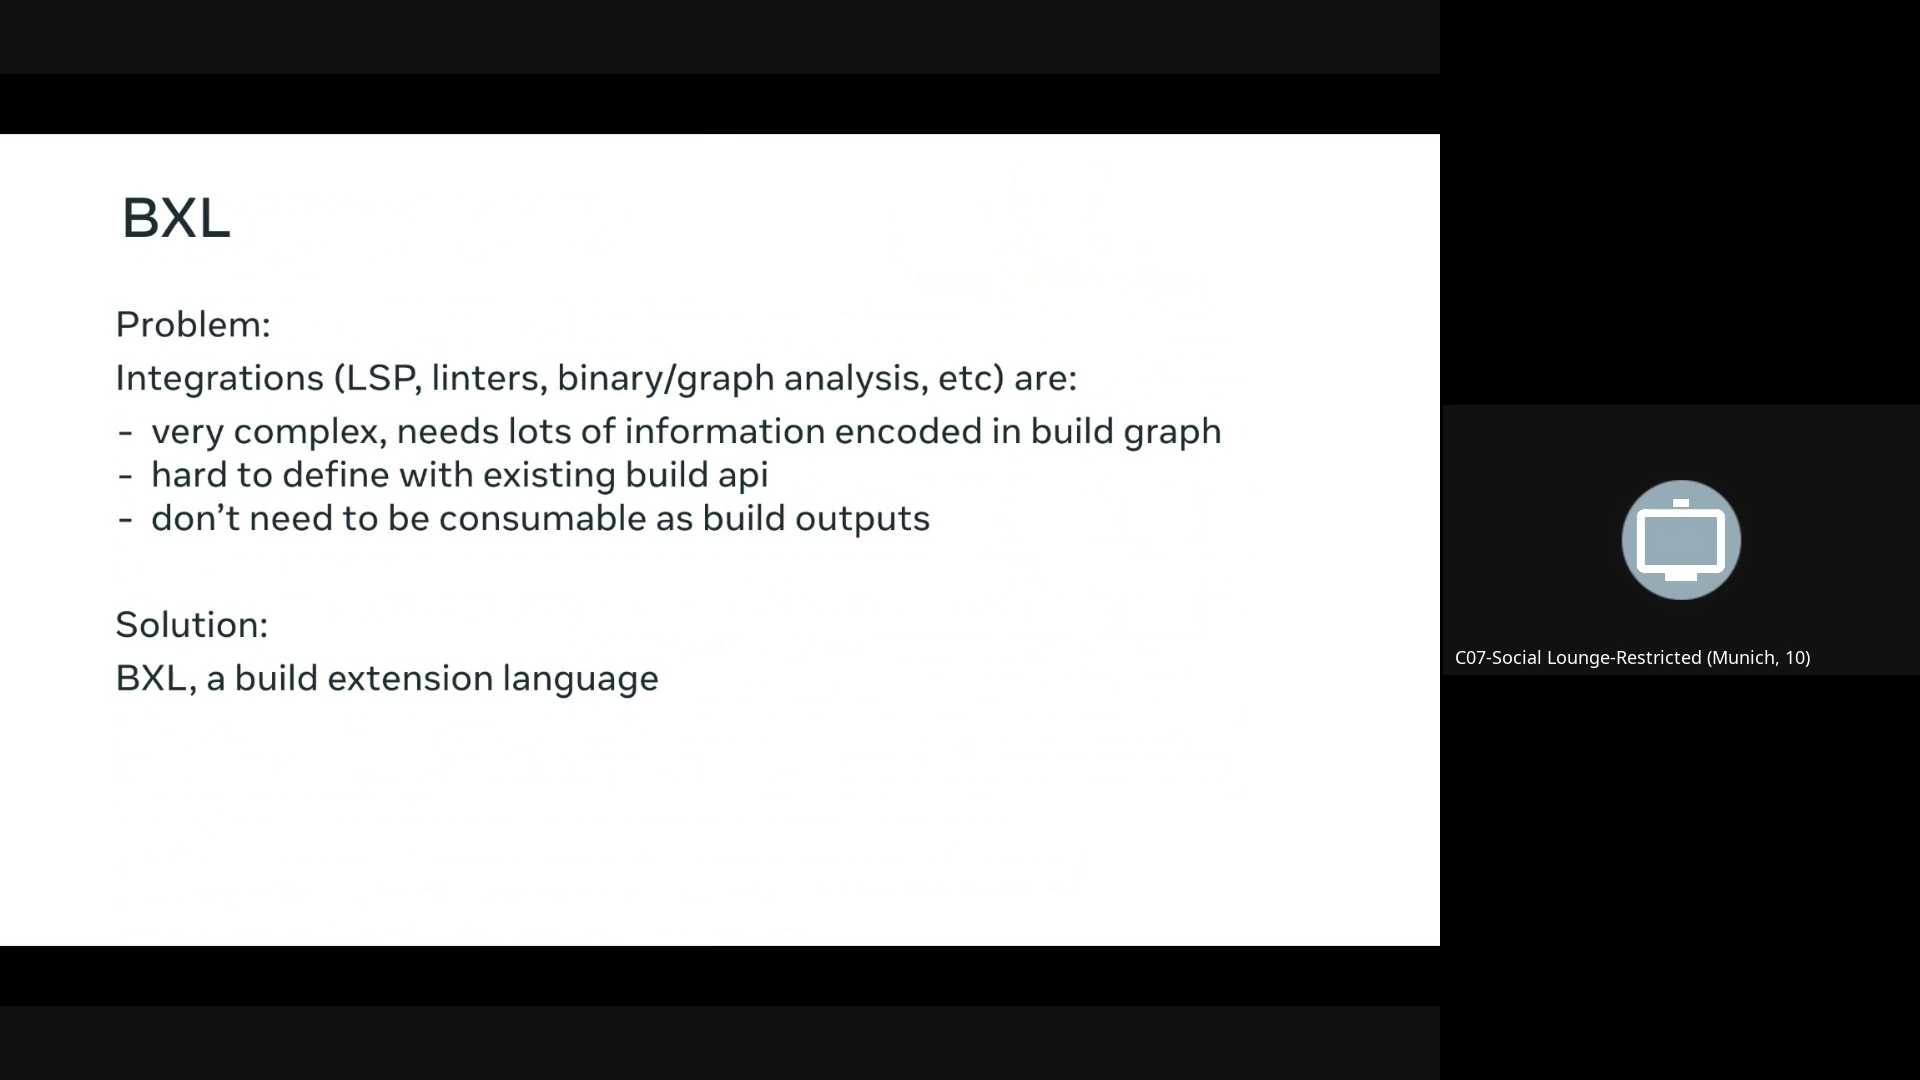 BXL
Problem:
Integrations (LSP, linters, binary/graph analysis, etc) are:
- very complex, needs lots of information encoded in build graph
- hard to define with existing build api
- don’t need to be consumable as build outputs
Solution:
BXL, a build extension language
C07-Social Lounge-Restricted (Munich, 10)